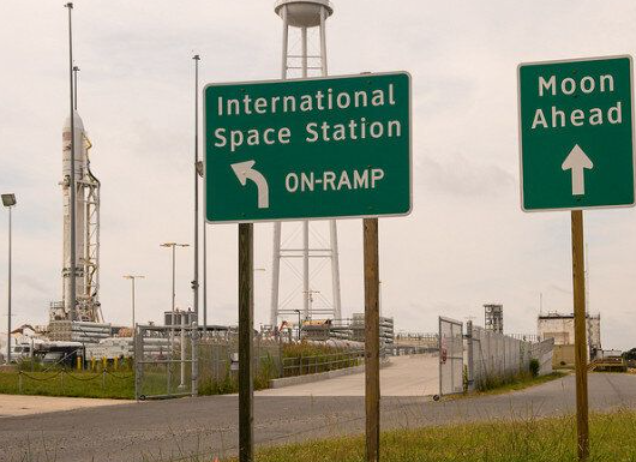 International
Space Station
ON-RAMP
Moon
Ahead